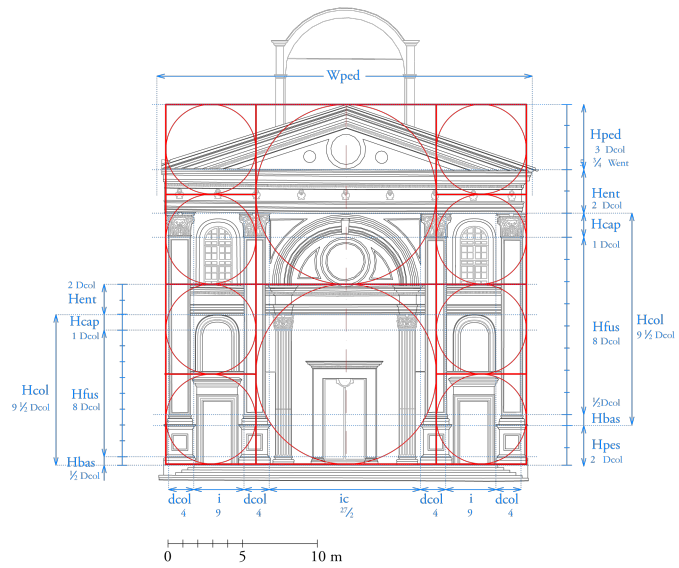 Wped
Hped
3 Dcol
¼ Went
Hent
2 Dcol
Hcap
1 Dcol
Hfus
8 Dcol
Hcol
9 ½ Dcol
½Dcol
Hbas
Hpes
2 Dcol
2 Dcol
Hent
Hcap
1 Dcol
Hfus
8 Dcol
Hcol
9 ½ Dcol
Hbas
½ Dcol
dcol i dcol ic dcol i dcol
4 9 4 27/2 4 9 4
0 5 10 m